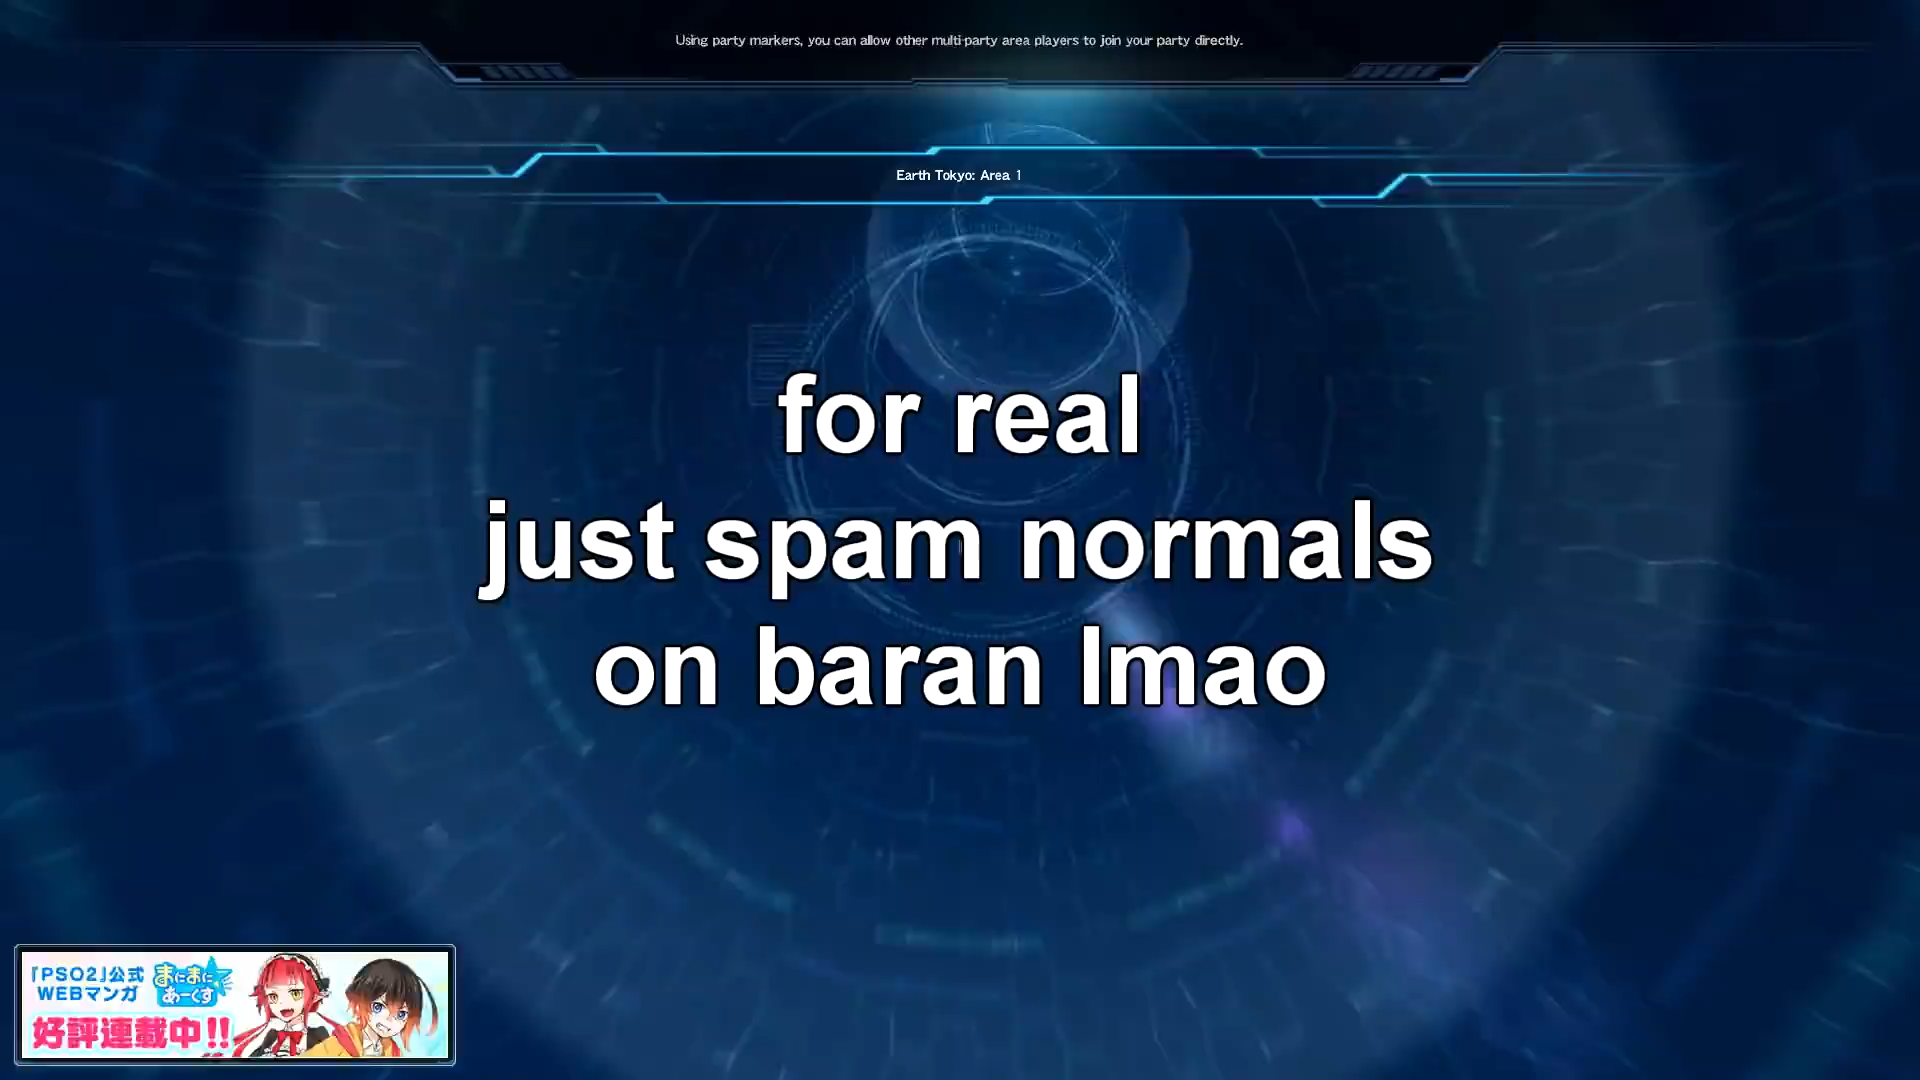 Using party markers, you can allow other multi-party area players to join your party directly.
Earth Tokyo: Area 1
for real
just spam normals
on baran lmao
「PSO2」公式
WEBマンガ
まにまに
あーくす
好評連載中!!